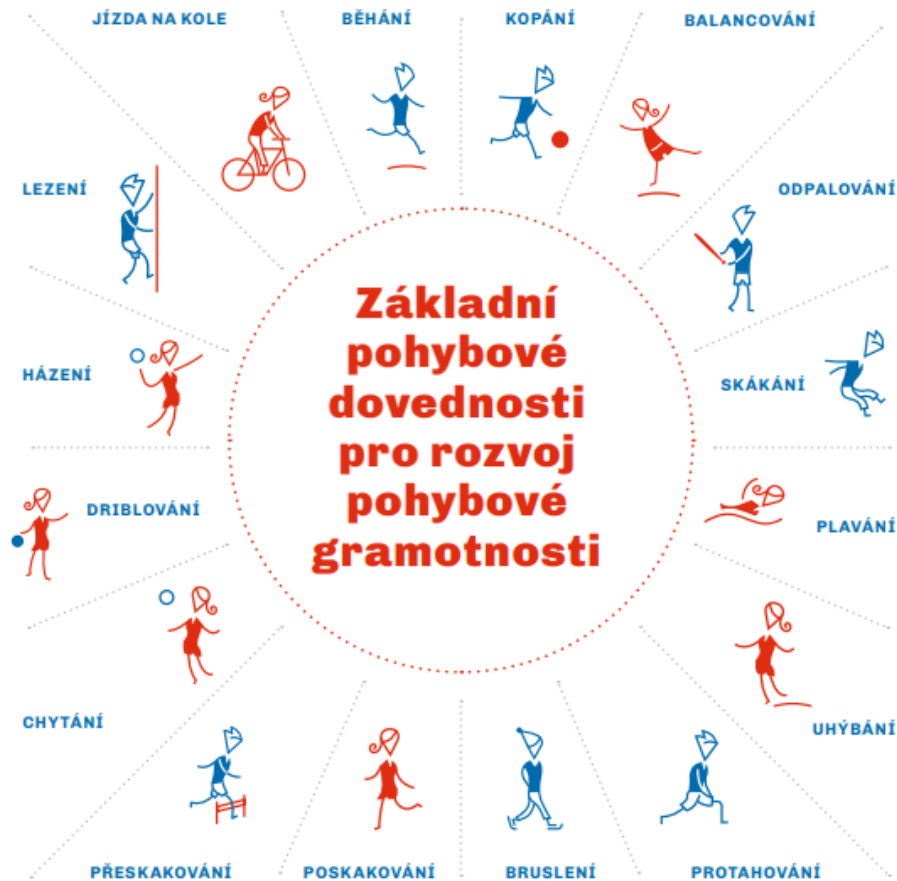 JÍZDA NA KOLE
BĚHÁNÍ
KOPÁNÍ
BALANCOVÁNÍ
LEZENÍ
ODPALOVÁNÍ
Základní
pohybové
dovednosti
pro rozvoj
pohybové
gramotnosti
HÁZENÍ
SKÁKÁNÍ
DRIBLOVÁNÍ
PLAVÁNÍ
CHYTÁNÍ
UHÝBÁNÍ
PŘESKAKOVÁNÍ
POSKAKOVÁNÍ
BRUSLENÍ
PROTAHOVÁNÍ